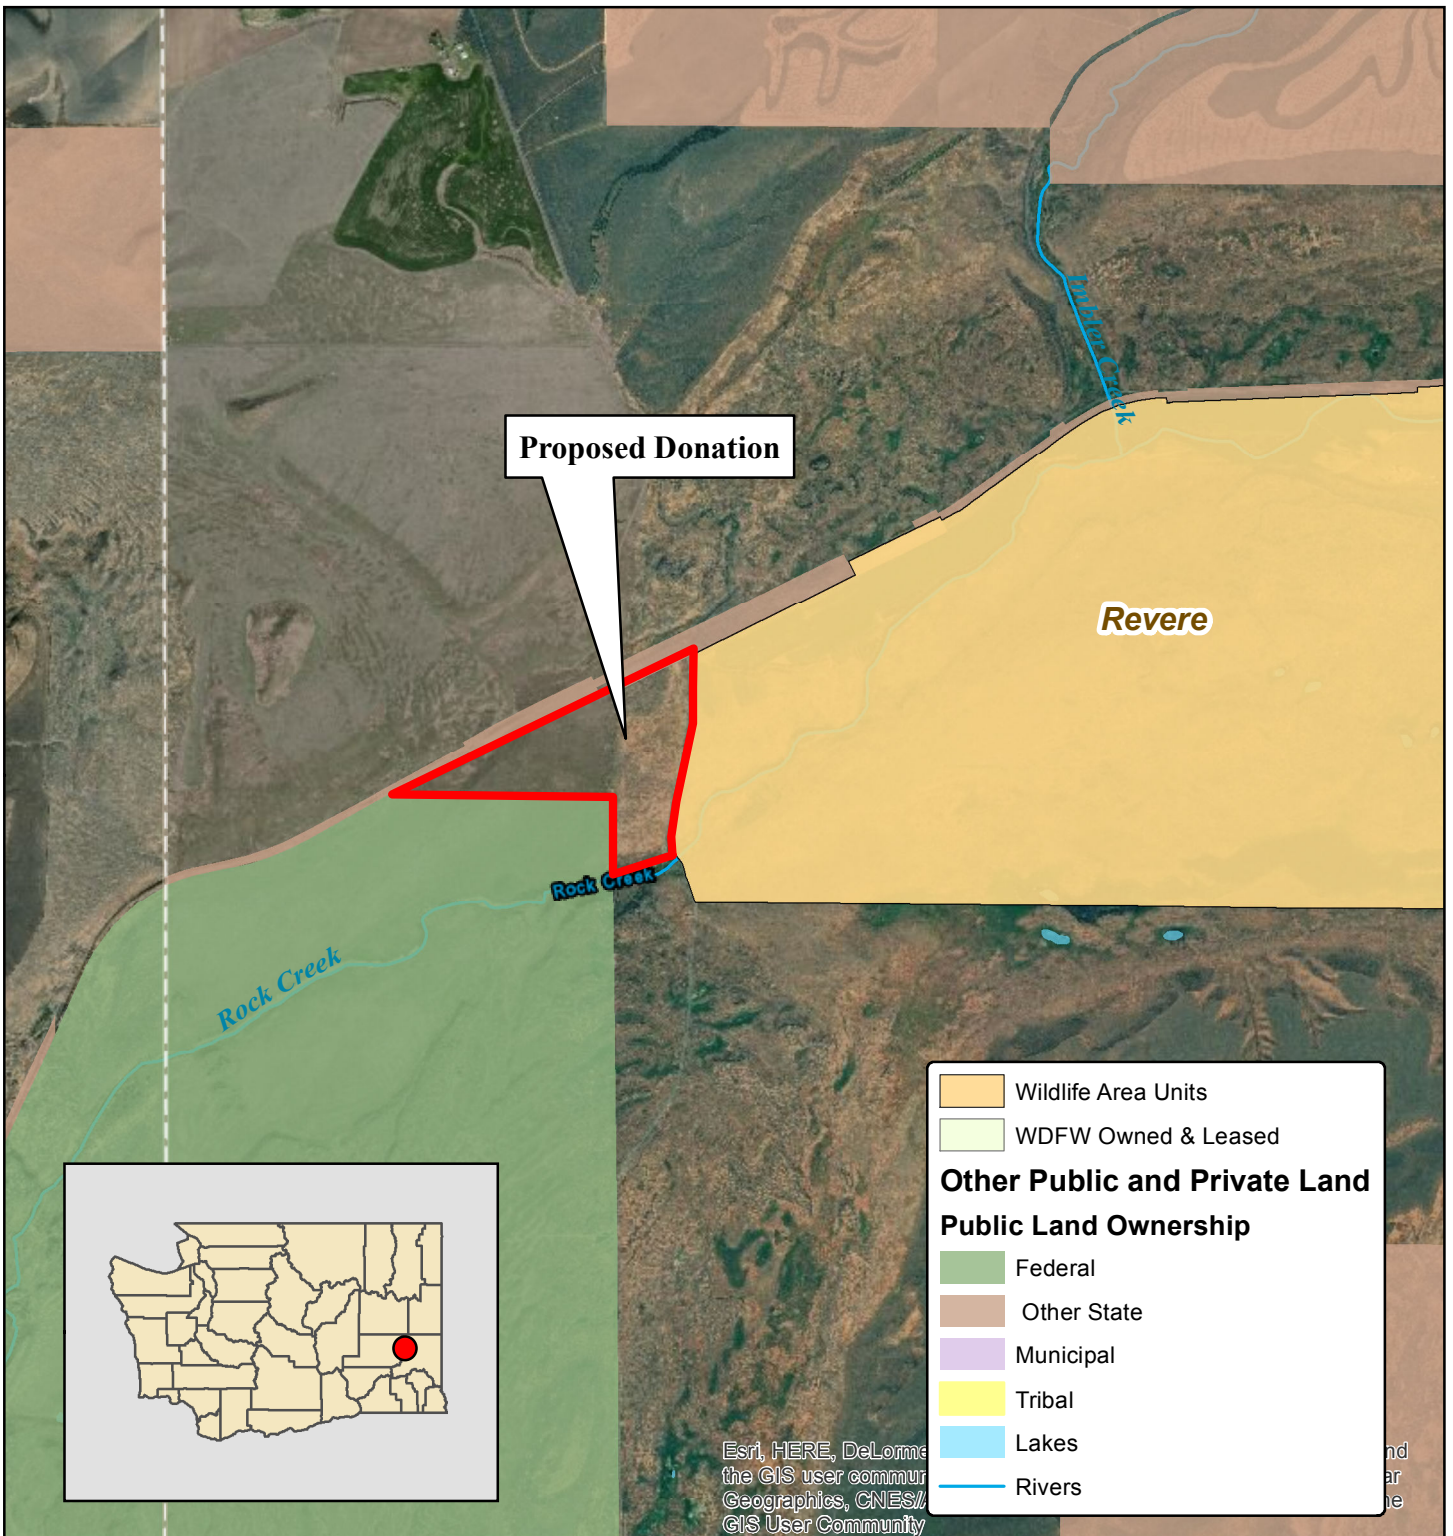 Imbler Creek
Proposed Donation
Revere
Rock Creek
Rock Creek
Wildlife Area Units
WDFW Owned & Leased
Other Public and Private Land
Public Land Ownership
Federal
Other State
Municipal
Tribal
Lakes
Rivers
Esri, HERE, DeLorme
the GIS user commun
Geographics, CNES/A
GIS User Community